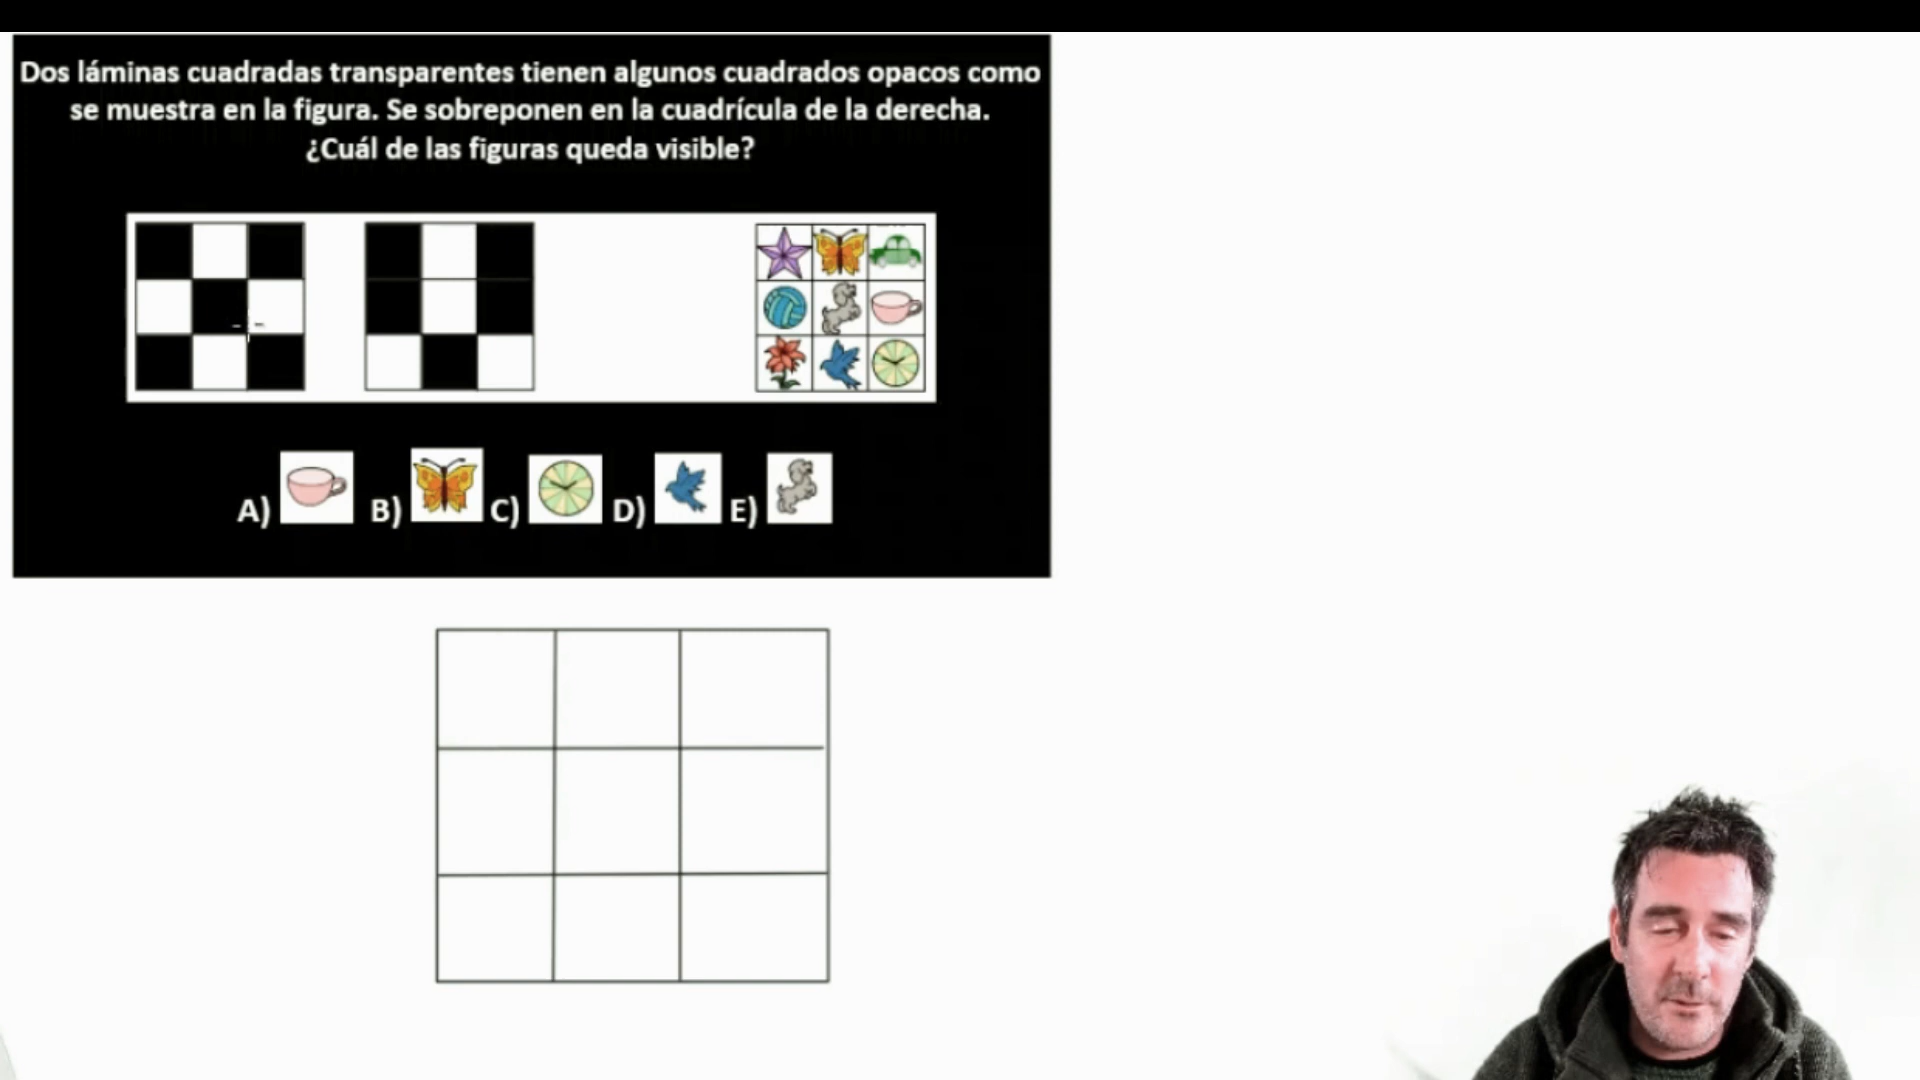 Dos láminas cuadradas transparentes tienen algunos cuadrados opacos como
se muestra en la figura. Se sobreponen en la cuadrícula de la derecha.
¿Cuál de las figuras queda visible?
A) B) C) D) E)